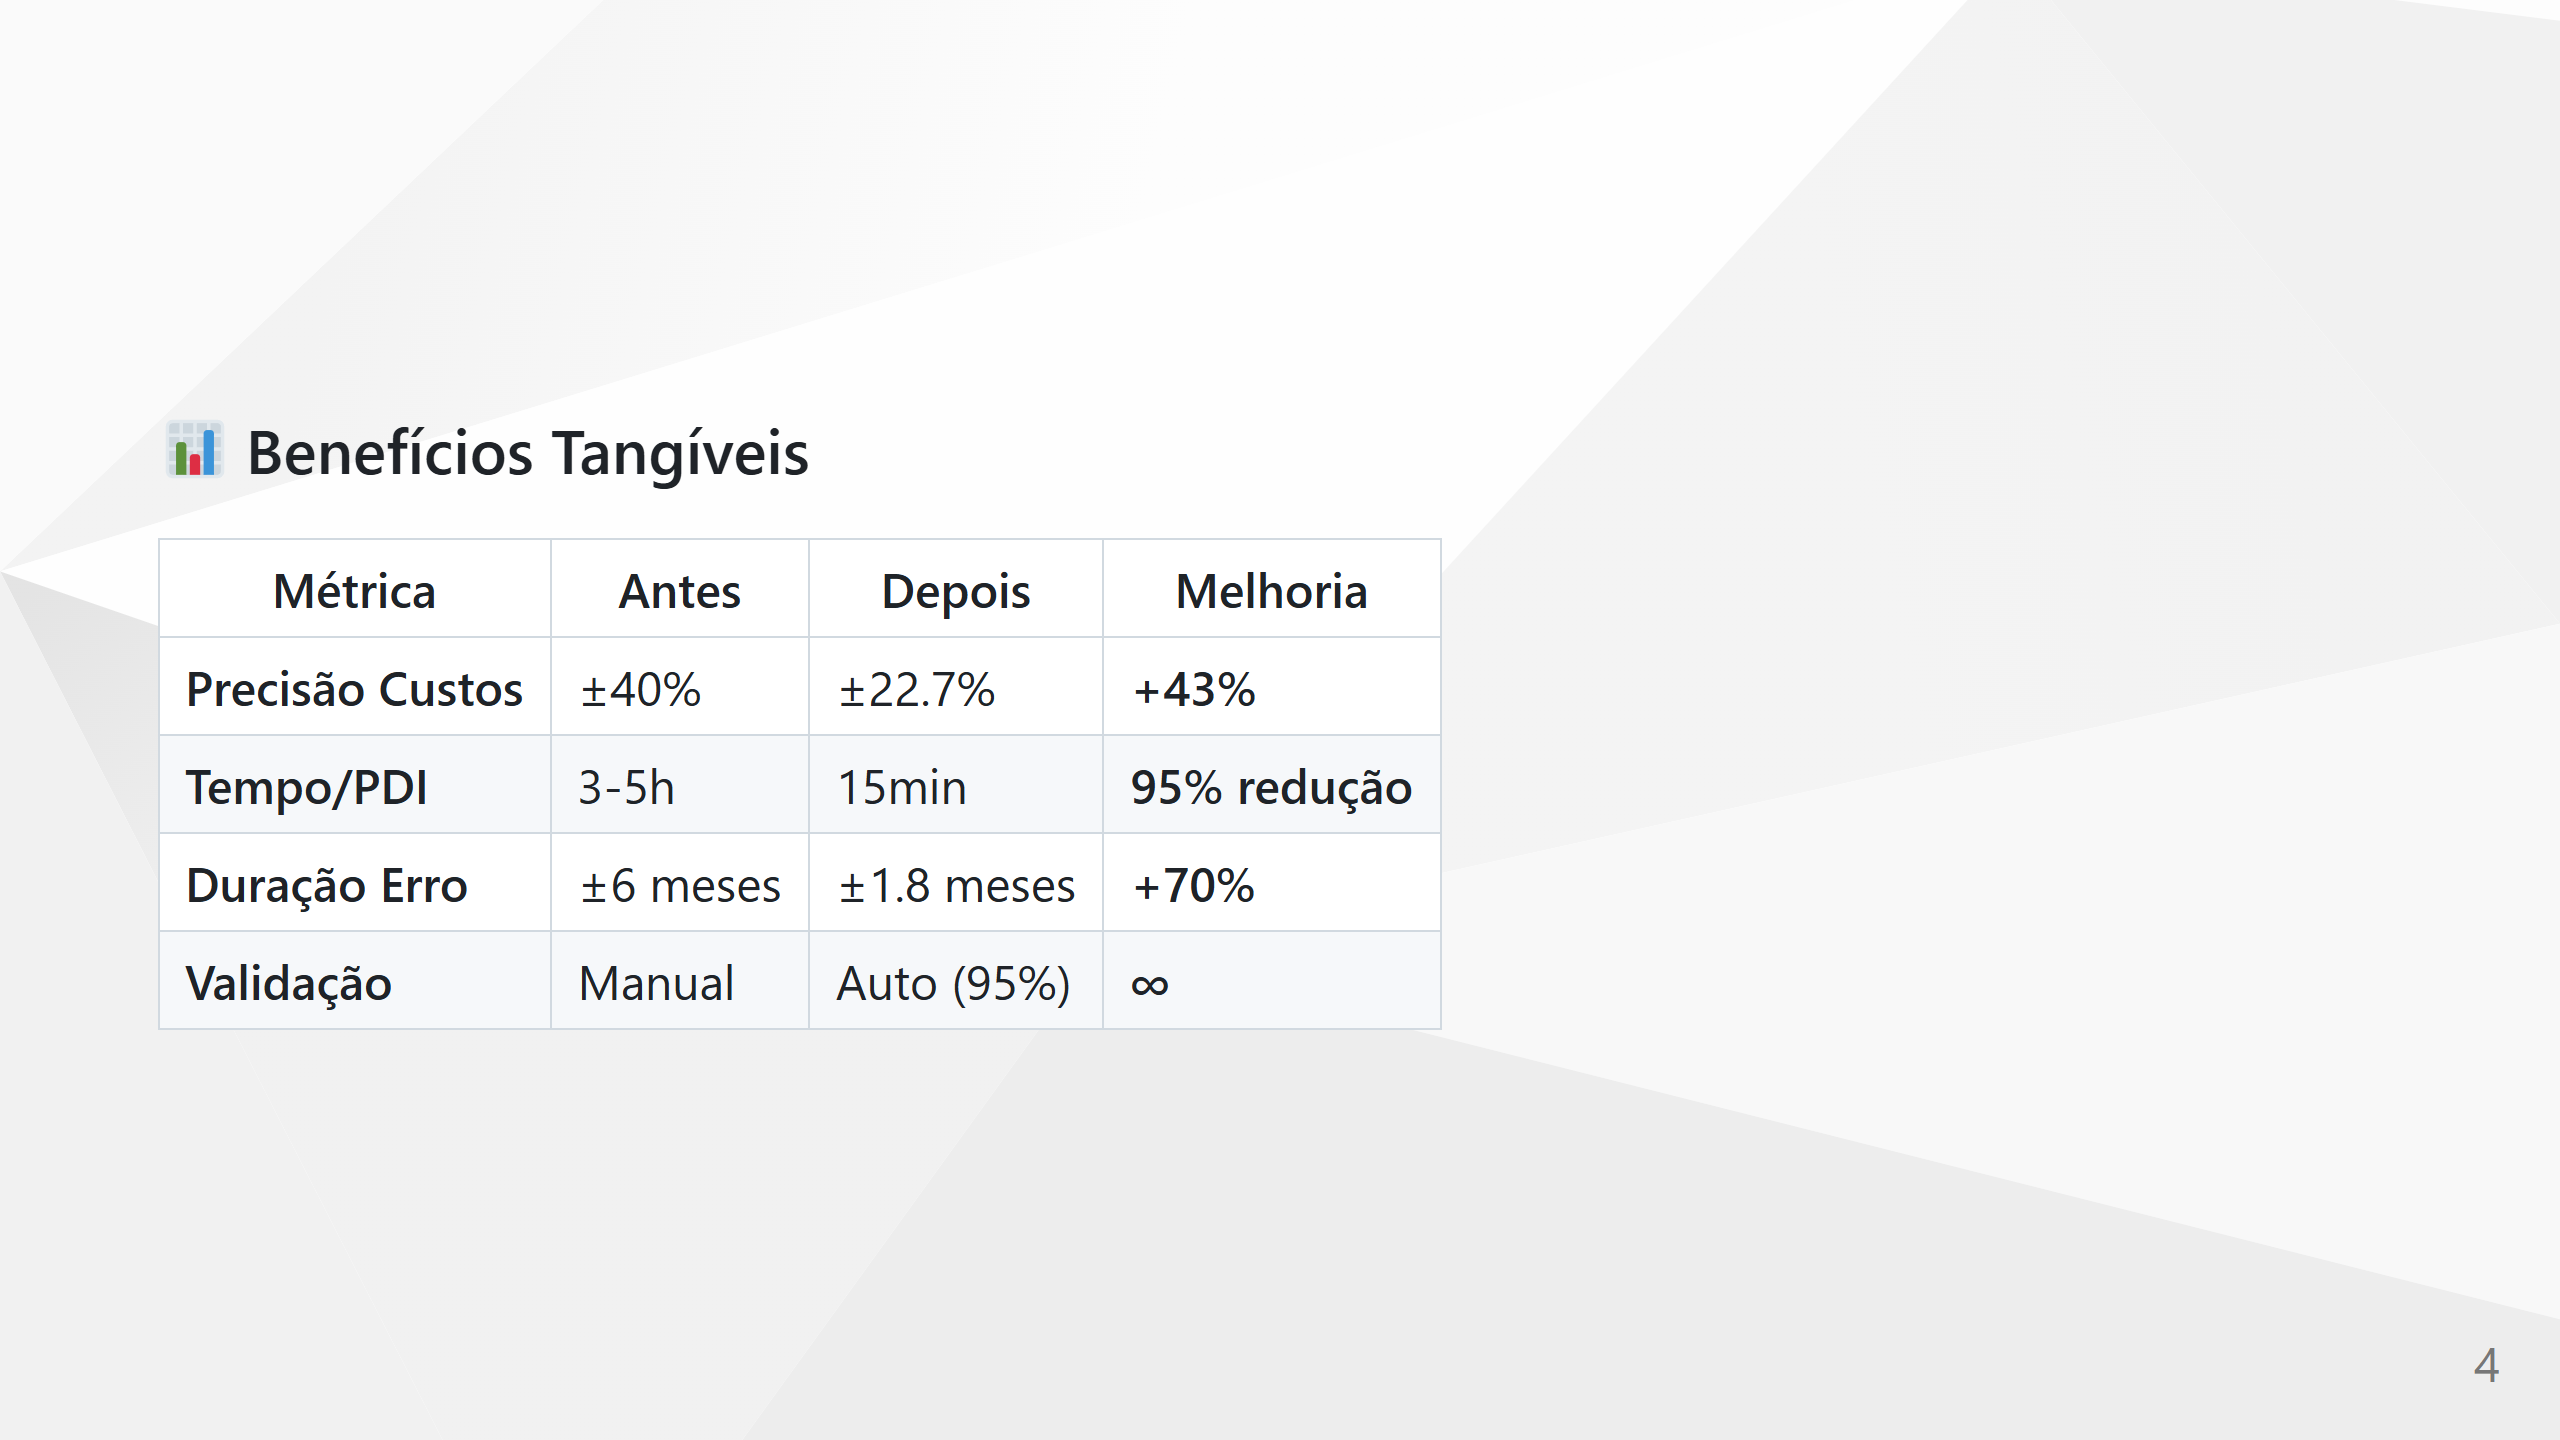 📊 Benefícios Tangíveis
Métrica Antes Depois Melhoria
Precisão Custos ±40% ±22.7% +43%
Tempo/PDI 3-5h 15min 95% redução
Duração Erro ±6 meses ±1.8 meses +70%
Validação Manual Auto (95%) ∞
4